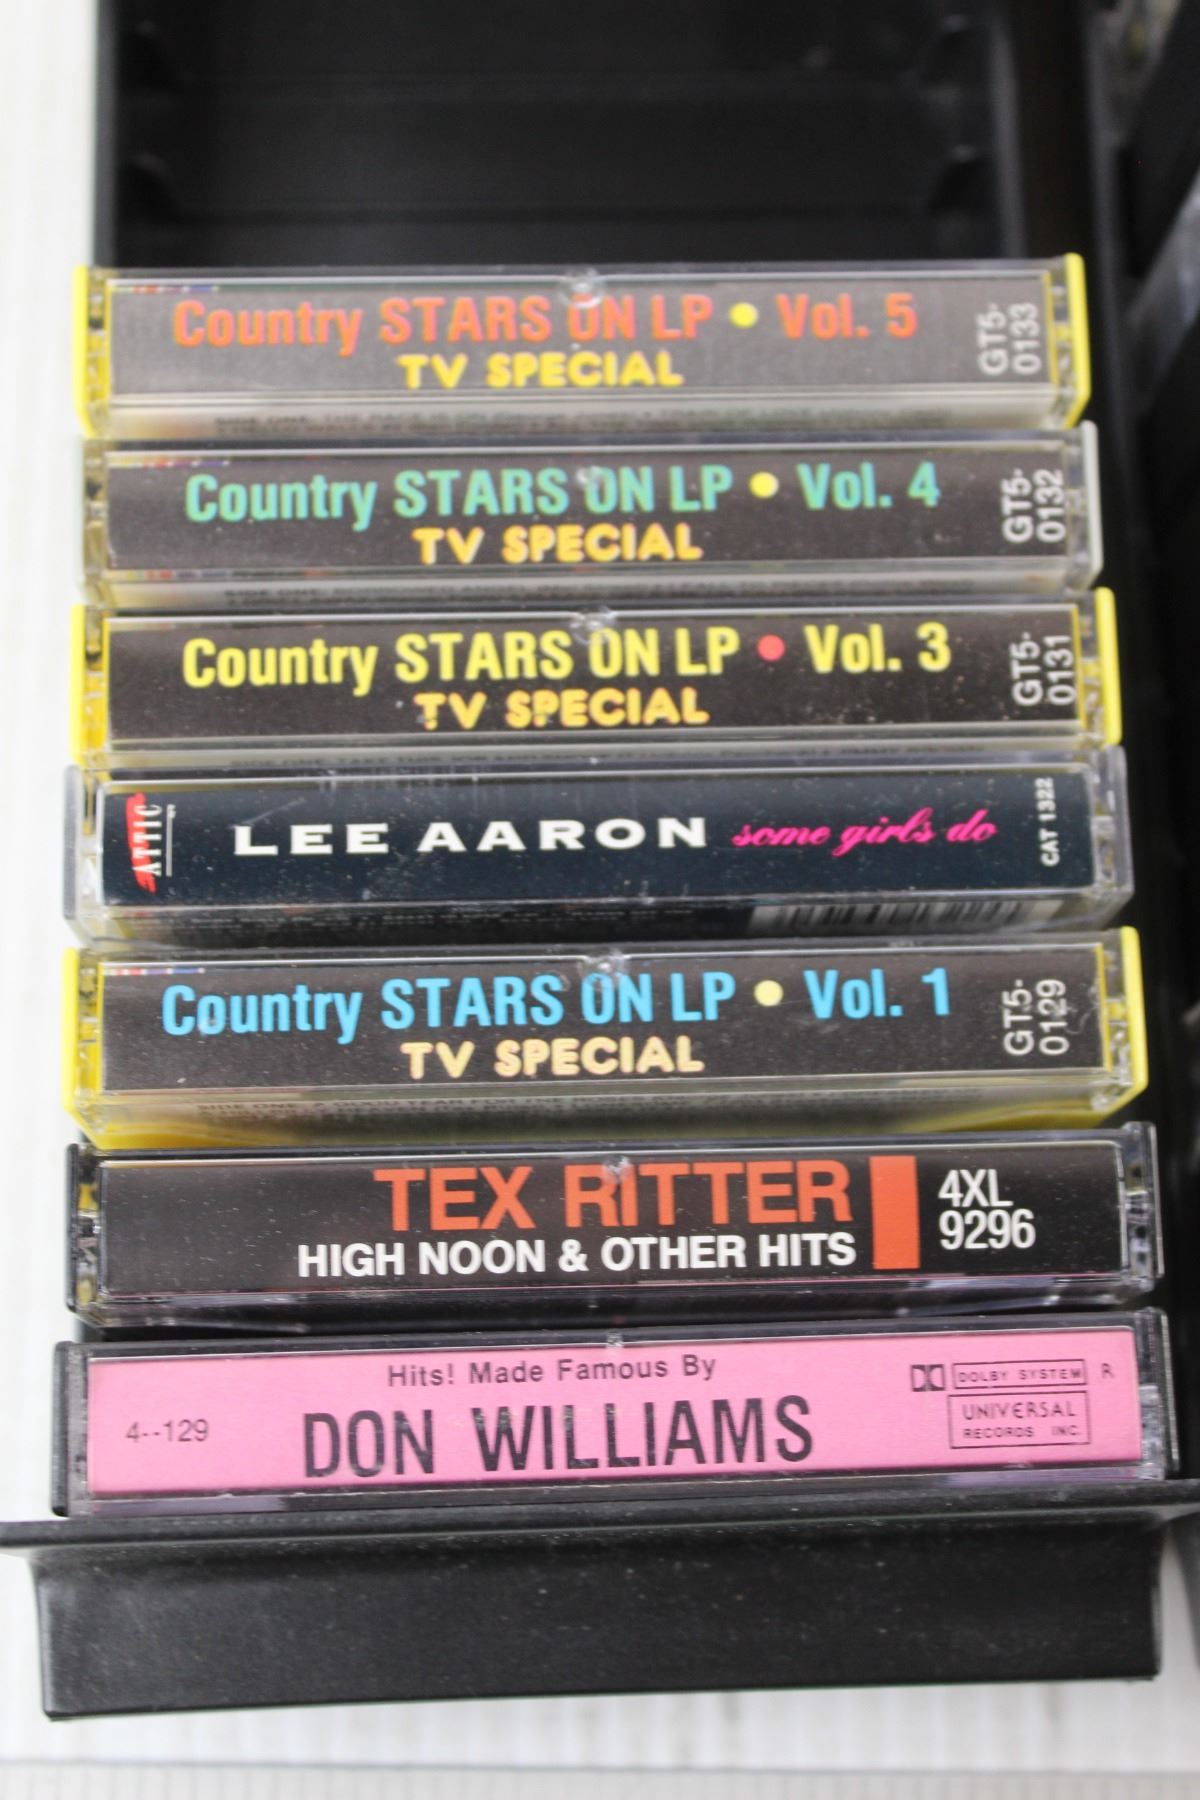 Country STARS ON LP • Vol. 5
TV SPECIAL
GT5-
0133
Country STARS ON LP • Vol. 4
TV SPECIAL
GT5-
0132
Country STARS ON LP • Vol. 3
TV SPECIAL
GT5-
0131
ATTIC
LEE AARON some girls do
CAT 1322
Country STARS ON LP • Vol. 1
TV SPECIAL
GT5-
0129
TEX RITTER
HIGH NOON & OTHER HITS
4XL
9296
Hits! Made Famous By
4--129
DON WILLIAMS
DOLBY SYSTEM R
UNIVERSAL
RECORDS INC.